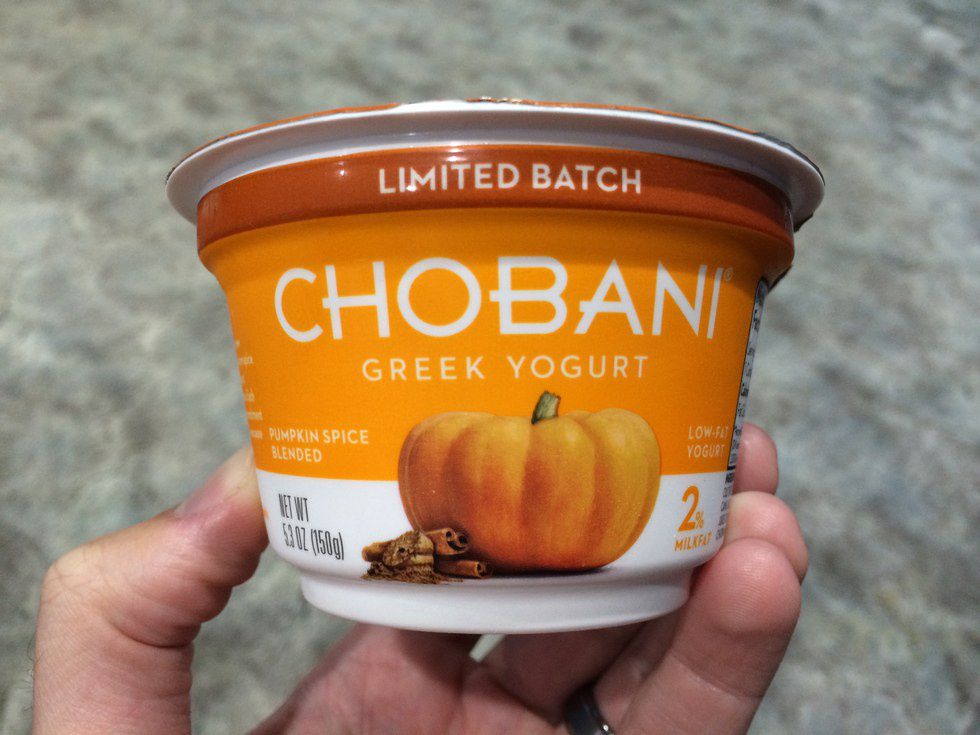 LIMITED BATCH
CHOBANI®
GREEK YOGURT
PUMPKIN SPICE
BLENDED
LOW-FAT
YOGURT
NET WT
5.3 OZ (150g)
2%
MILKFAT